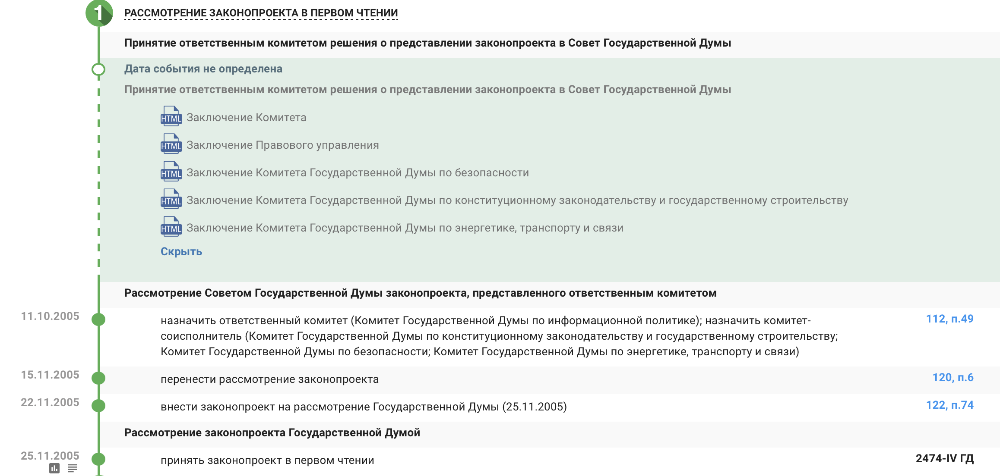 1 РАССМОТРЕНИЕ ЗАКОНОПРОЕКТА В ПЕРВОМ ЧТЕНИИ
Принятие ответственным комитетом решения о представлении законопроекта в Совет Государственной Думы
Дата события не определена
Принятие ответственным комитетом решения о представлении законопроекта в Совет Государственной Думы
HTML Заключение Комитета
HTML Заключение Правового управления
HTML Заключение Комитета Государственной Думы по безопасности
HTML Заключение Комитета Государственной Думы по конституционному законодательству и государственному строительству
HTML Заключение Комитета Государственной Думы по энергетике, транспорту и связи
Скрыть
Рассмотрение Советом Государственной Думы законопроекта, представленного ответственным комитетом
11.10.2005 назначить ответственный комитет (Комитет Государственной Думы по информационной политике); назначить комитет- 112, п.49
соисполнитель (Комитет Государственной Думы по конституционному законодательству и государственному строительству;
Комитет Государственной Думы по безопасности; Комитет Государственной Думы по энергетике, транспорту и связи)
15.11.2005 перенести рассмотрение законопроекта 120, п.6
22.11.2005 внести законопроект на рассмотрение Государственной Думы (25.11.2005) 122, п.74
Рассмотрение законопроекта Государственной Думой
25.11.2005 принять законопроект в первом чтении 2474-IV ГД